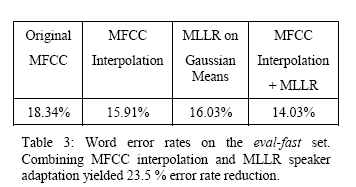 Original MFCC MLLR on MFCC
MFCC Interpolation Gaussian Interpolation
Means + MLLR
18.34% 15.91% 16.03% 14.03%
Table 3: Word error rates on the eval-fast set.
Combining MFCC interpolation and MLLR speaker
adaptation yielded 23.5 % error rate reduction.